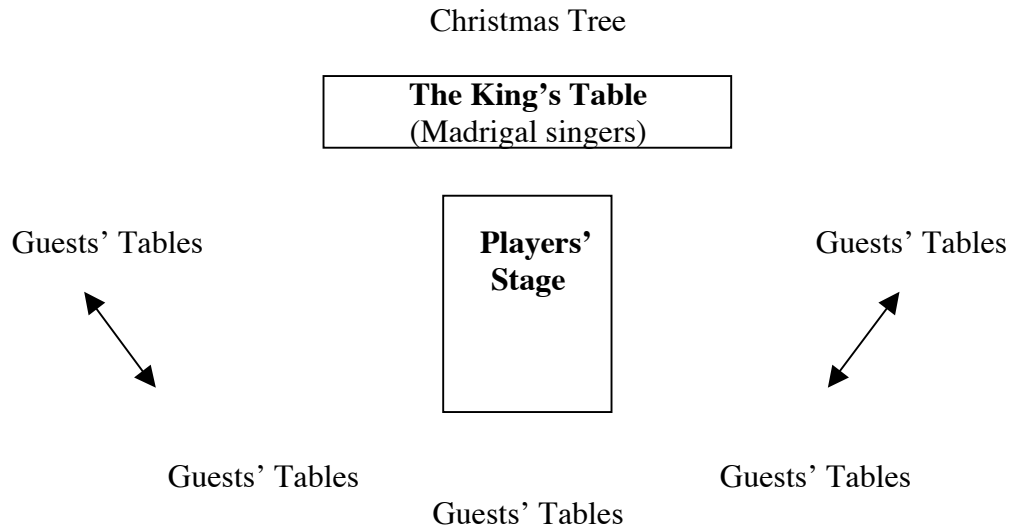 Christmas Tree
The King’s Table
(Madrigal singers)
Guests’ Tables
Players’
Stage
Guests’ Tables
Guests’ Tables
Guests’ Tables
Guests’ Tables